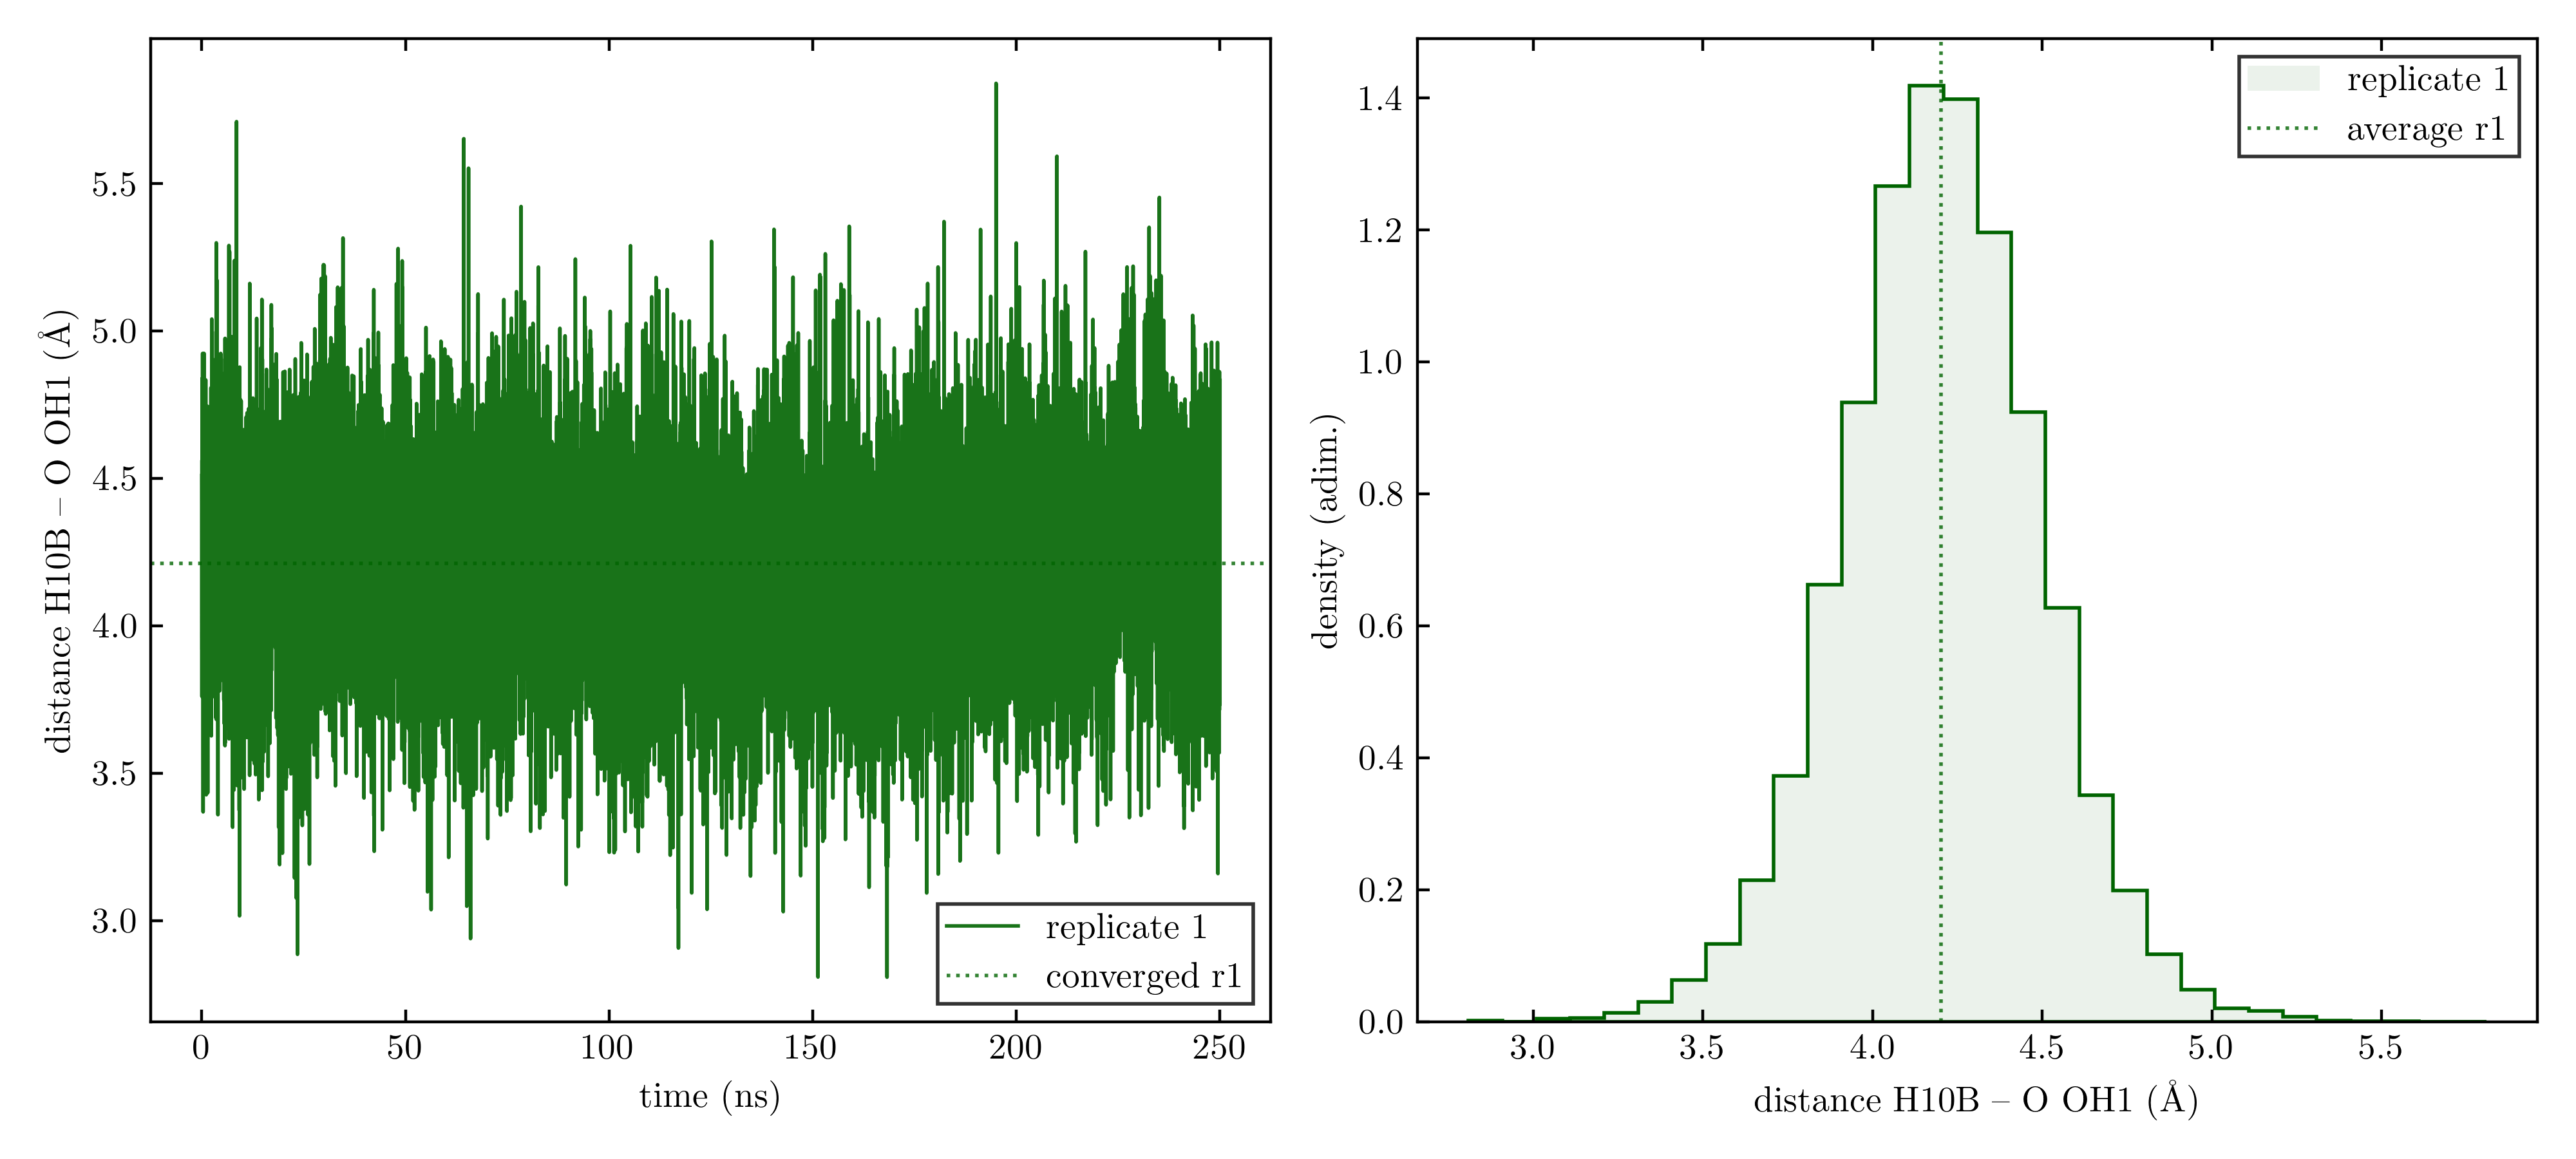 distance H10B – O OH1 (Å)
5.5
5.0
4.5
4.0
3.5
3.0
replicate 1
converged r1
0 50 100 150 200 250
time (ns)
density (adim.)
1.4
1.2
1.0
0.8
0.6
0.4
0.2
0.0
replicate 1
average r1
3.0 3.5 4.0 4.5 5.0 5.5
distance H10B – O OH1 (Å)